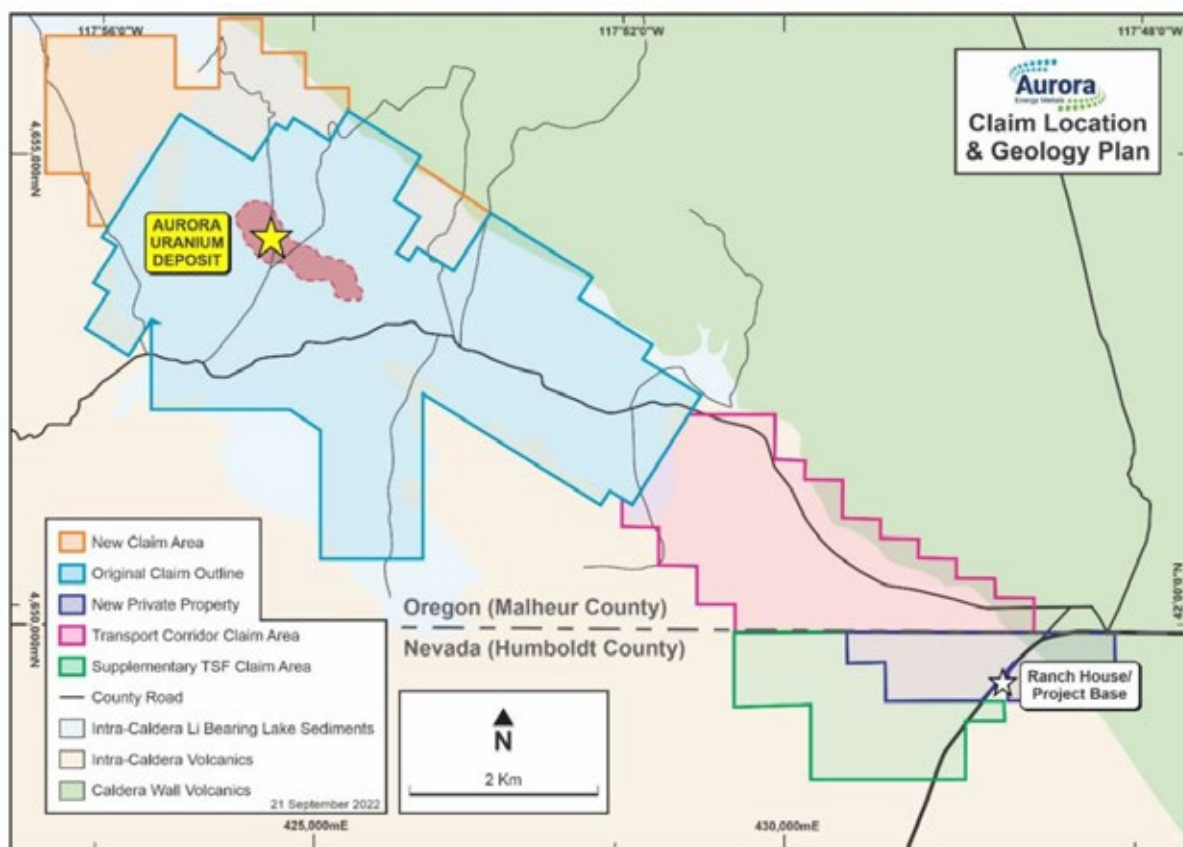 117°56'0"W
117°52'0"W
117°48'0"W
Aurora
Energy Metals
Claim Location
& Geology Plan
4,655,000mN
AURORA
URANIUM
DEPOSIT
New Claim Area
Original Claim Outline
New Private Property
Transport Corridor Claim Area
Supplementary TSF Claim Area
County Road
Intra-Caldera Li Bearing Lake Sediments
Intra-Caldera Volcanics
Caldera Wall Volcanics
21 September 2022
4,650,000mN
Oregon (Malheur County)
Nevada (Humboldt County)
N
2 Km
Ranch House/
Project Base
425,000mE
430,000mE